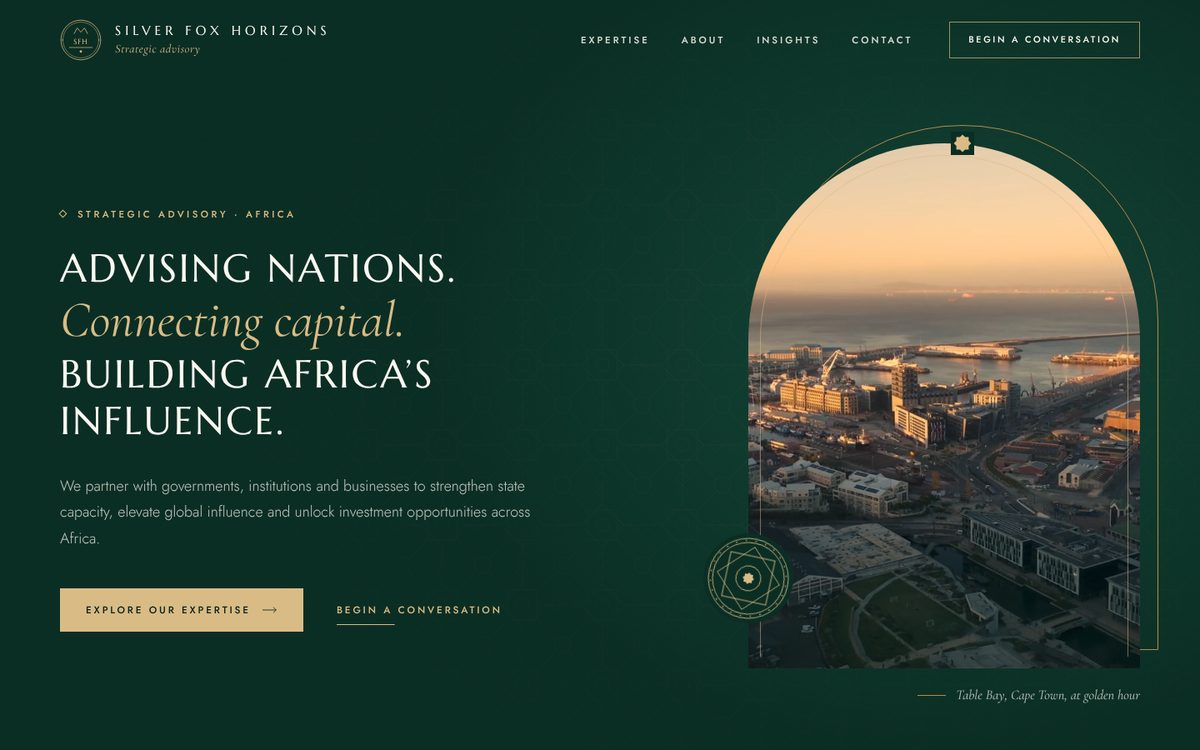 SFH
SILVER FOX HORIZONS
Strategic advisory
EXPERTISE
ABOUT
INSIGHTS
CONTACT
BEGIN A CONVERSATION
STRATEGIC ADVISORY · AFRICA
ADVISING NATIONS.
Connecting capital.
BUILDING AFRICA’S
INFLUENCE.
We partner with governments, institutions and businesses to strengthen state
capacity, elevate global influence and unlock investment opportunities across
Africa.
EXPLORE OUR EXPERTISE →
BEGIN A CONVERSATION
Table Bay, Cape Town, at golden hour